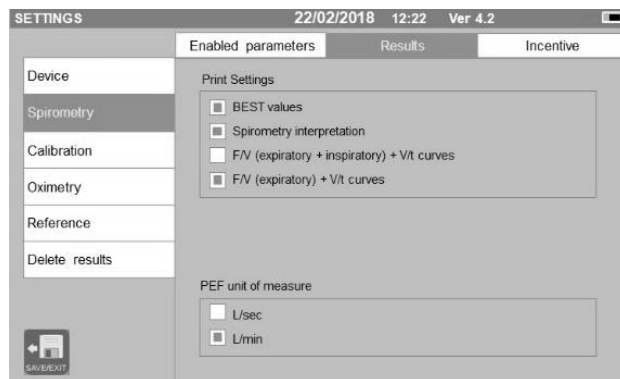 SETTINGS 22/02/2018 12:22 Ver 4.2
Enabled parameters Results Incentive
Device
Spirometry
Calibration
Oximetry
Reference
Delete results
Print Settings
BEST values
Spirometry interpretation
F/V (expiratory + inspiratory) + V/t curves
F/V (expiratory) + V/t curves
PEF unit of measure
L/sec
L/min
SAVE/EXIT